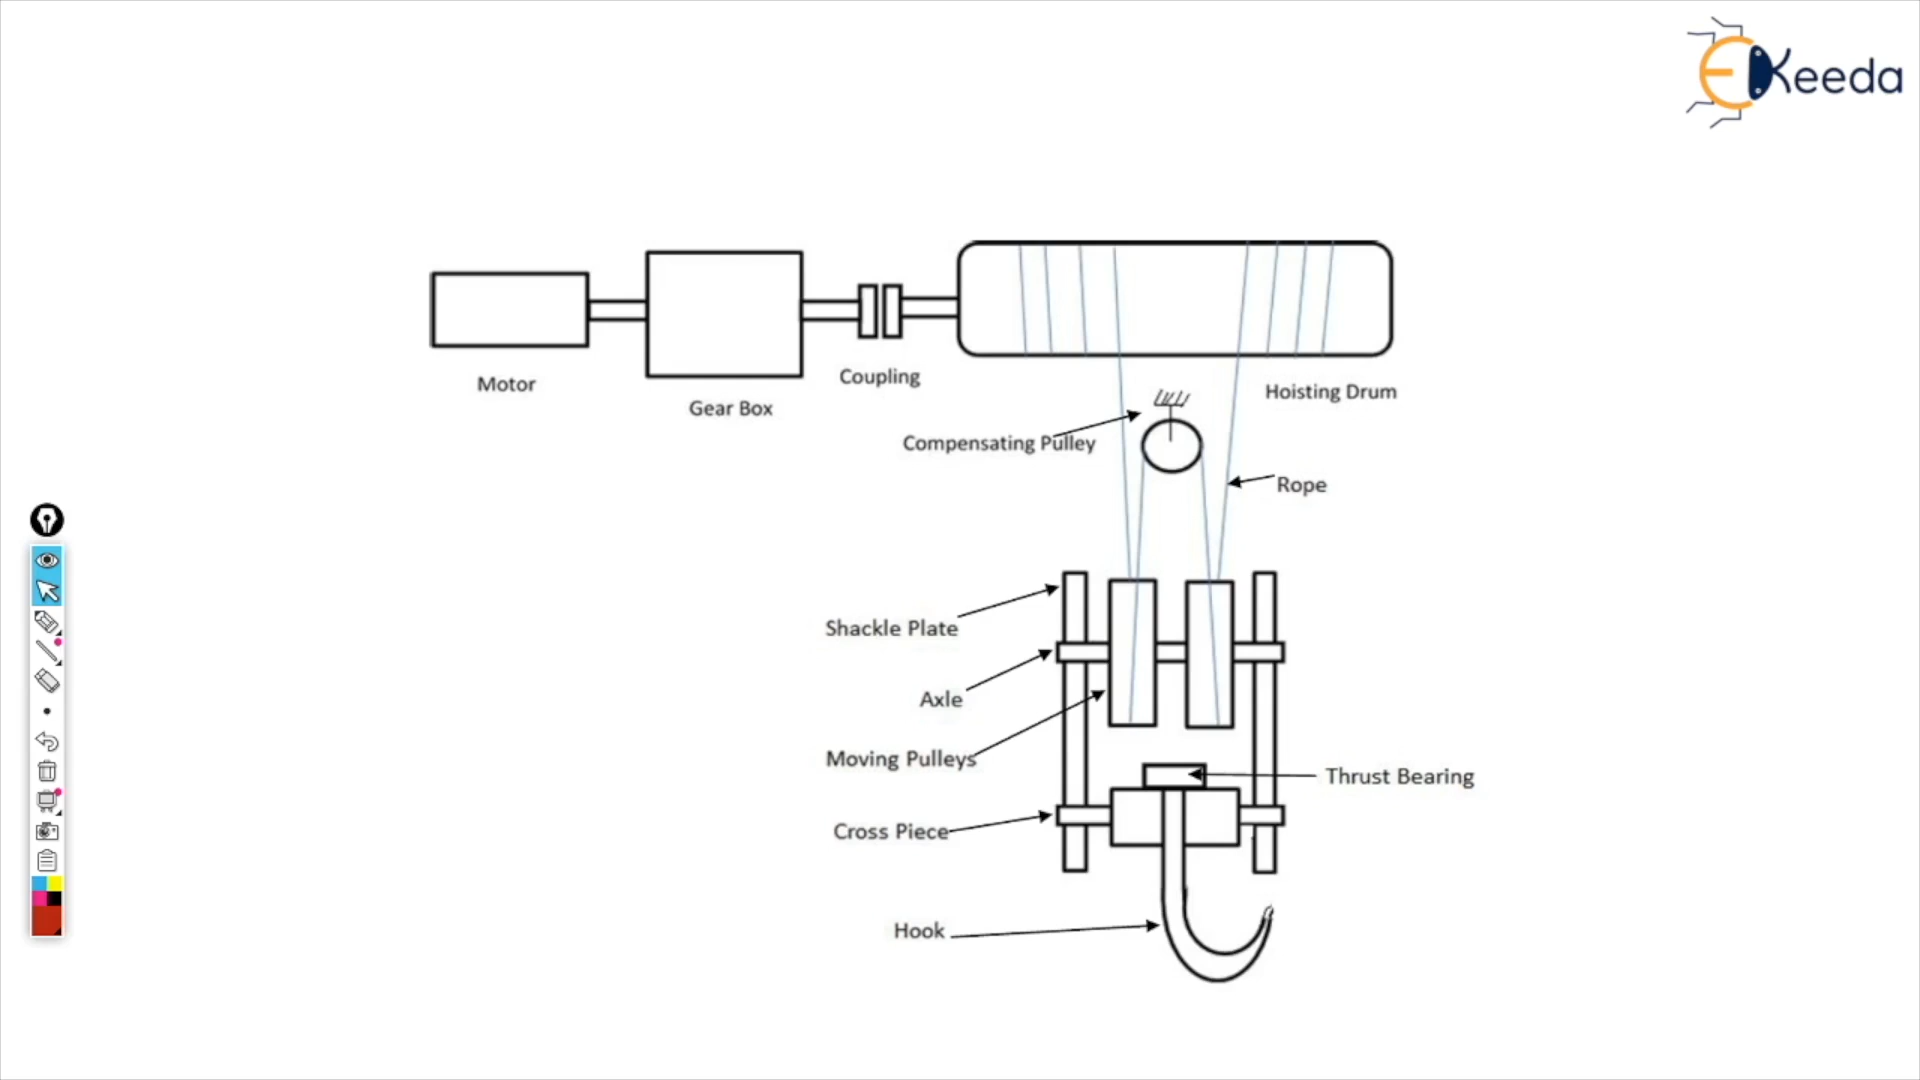 EKeeda
Motor
Gear Box
Coupling
Hoisting Drum
Compensating Pulley
Rope
Shackle Plate
Axle
Moving Pulleys
Thrust Bearing
Cross Piece
Hook